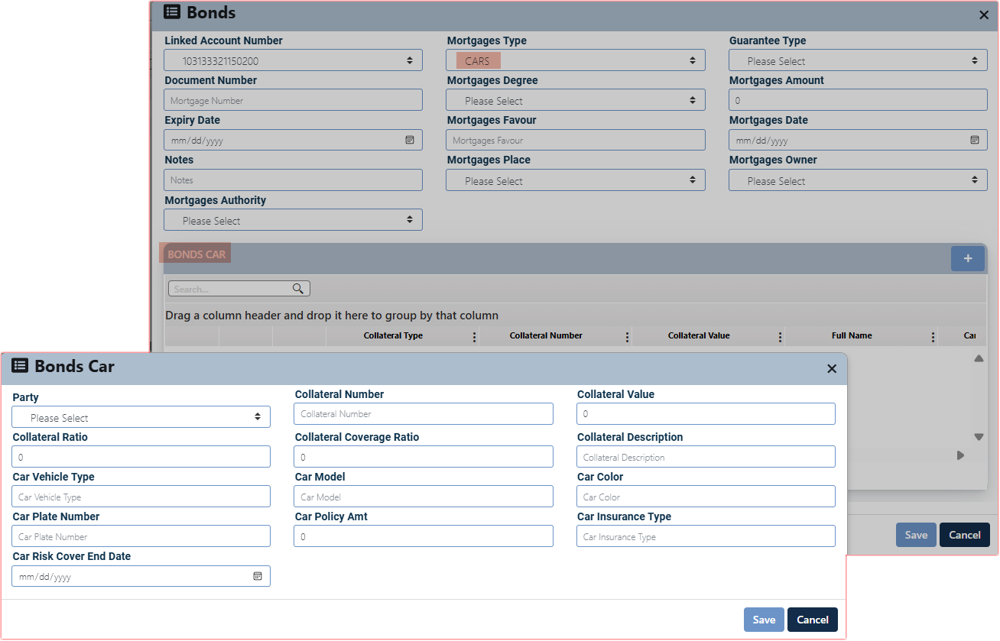 Bonds
Linked Account Number Mortgages Type Guarantee Type
103133321150200 CARS Please Select
Document Number Mortgages Degree Mortgages Amount
Mortgage Number Please Select 0
Expiry Date Mortgages Favour Mortgages Date
mm/dd/yyyy Mortgages Favour mm/dd/yyyy
Notes Mortgages Place Mortgages Owner
Notes Please Select Please Select
Mortgages Authority
Please Select
BONDS CAR
+
Search...
Drag a column header and drop it here to group by that column
Collateral Type Collateral Number Collateral Value Full Name Car
Save Cancel
Bonds Car
Party Collateral Number Collateral Value
Please Select Collateral Number 0
Collateral Ratio Collateral Coverage Ratio Collateral Description
0 0 Collateral Description
Car Vehicle Type Car Model Car Color
Car Vehicle Type Car Model Car Color
Car Plate Number Car Policy Amt Car Insurance Type
Car Plate Number 0 Car Insurance Type
Car Risk Cover End Date
mm/dd/yyyy
Save Cancel